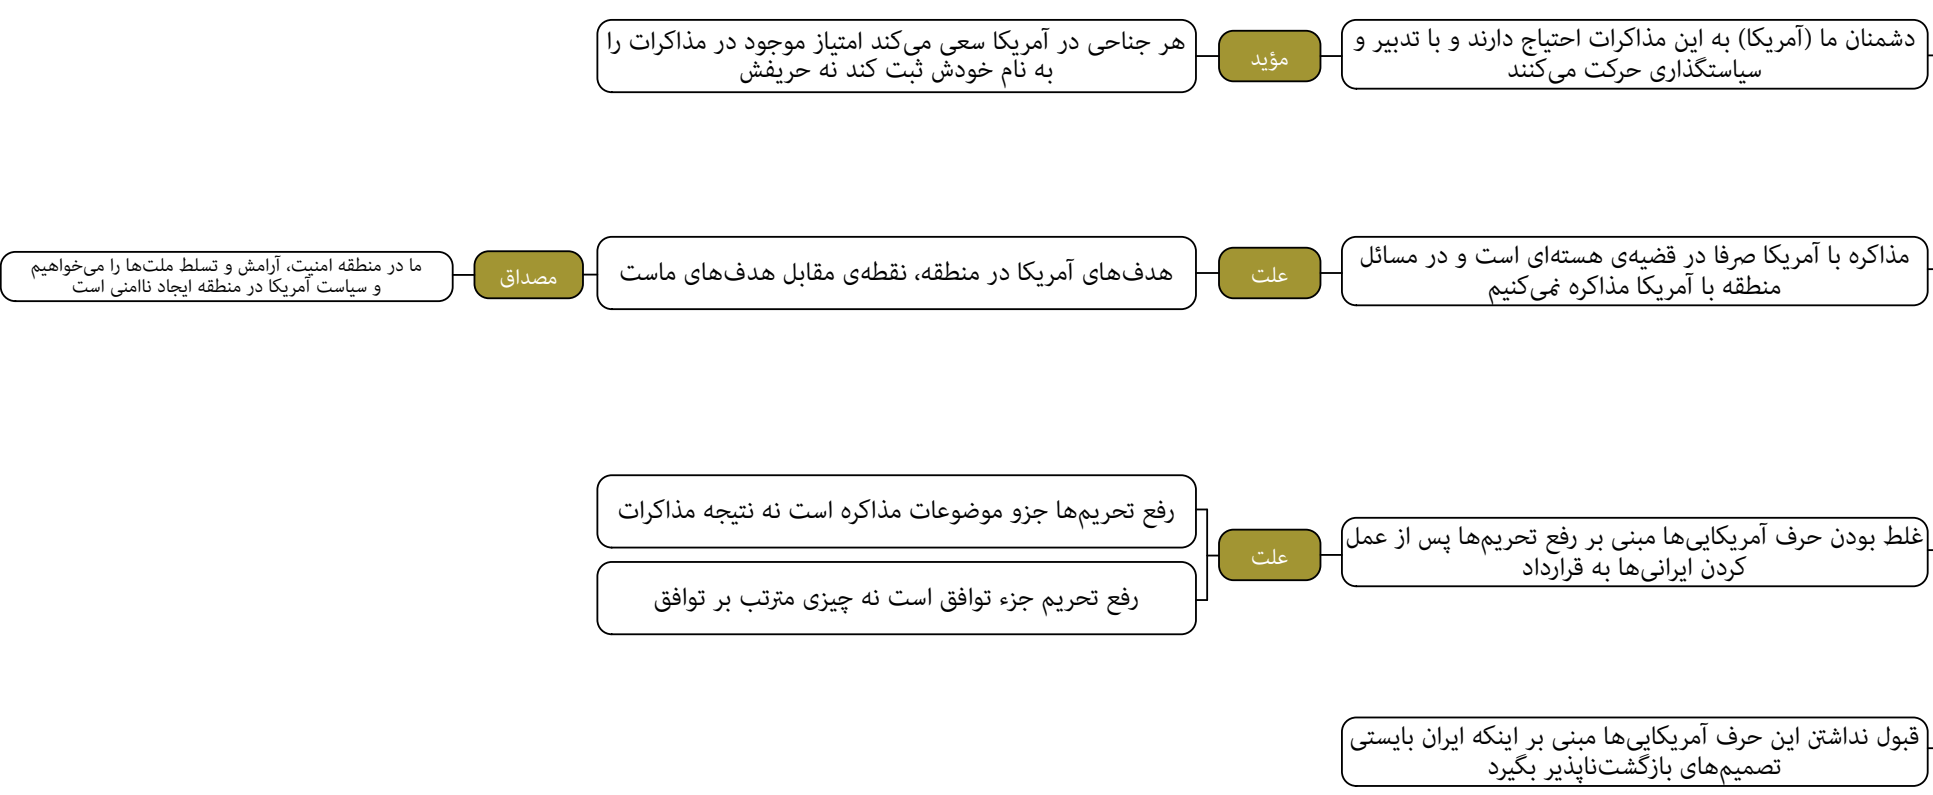 دشمنان ما (آمریکا) به این مذاکرات احتیاج دارند و با تدبیر و
سیاستگذاری حرکت می‌کنند
مؤید
هر جناحی در آمریکا سعی می‌کند امتیاز موجود در مذاکرات را
به نام خودش ثبت کند نه حریفش
مذاکره با آمریکا صرفا در قضیه‌ی هسته‌ای است و در مسائل
منطقه با آمریکا مذاکره نمی‌کنیم
علت
هدف‌های آمریکا در منطقه، نقطه‌ی مقابل هدف‌های ماست
مصداق
ما در منطقه امنیت، آرامش و تسلط ملت‌ها را می‌خواهیم
و سیاست آمریکا در منطقه ایجاد ناامنی است
غلط بودن حرف آمریکایی‌ها مبنی بر رفع تحریم‌ها پس از عمل
کردن ایرانی‌ها به قرارداد
علت
رفع تحریم‌ها جزو موضوعات مذاکره است نه نتیجه مذاکرات
رفع تحریم جزء توافق است نه چیزی مترتب بر توافق
قبول نداشتن این حرف آمریکایی‌ها مبنی بر اینکه ایران بایستی
تصمیم‌های بازگشت‌ناپذیر بگیرد